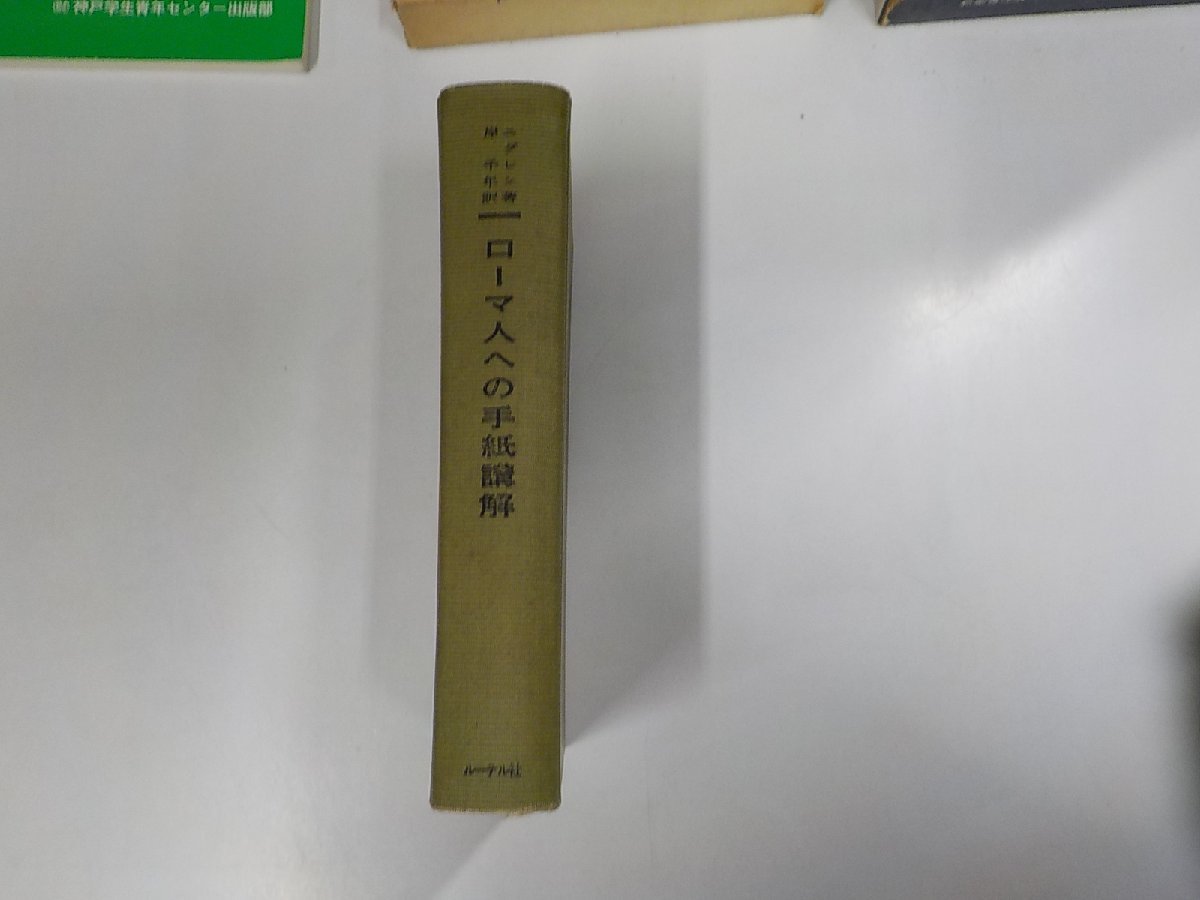 神戸学生青年センター出版部
ニグレン著
岸 千年訳
ローマ人への手紙講解
ルーテル社